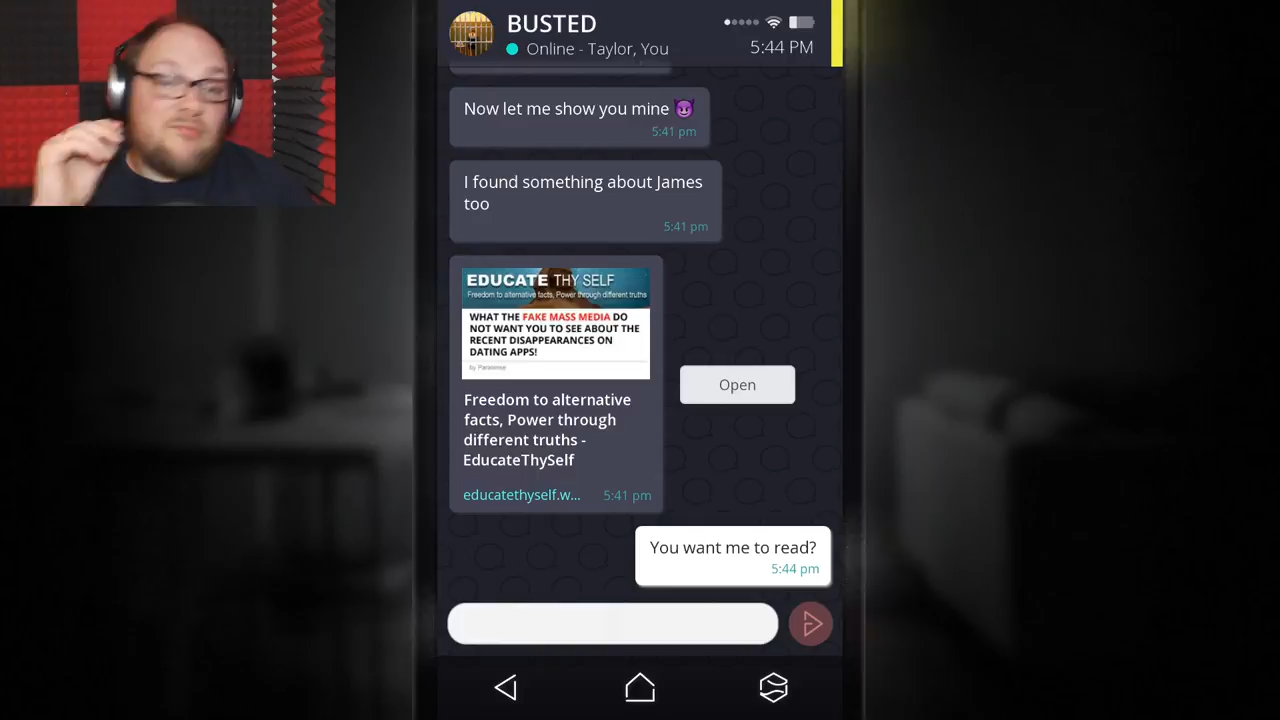 BUSTED
Online - Taylor, You
5:44 PM
Now let me show you mine 😈
5:41 pm
I found something about James
too
5:41 pm
EDUCATE THY SELF
Freedom to alternative facts, Power through different truths
WHAT THE FAKE MASS MEDIA DO
NOT WANT YOU TO SEE ABOUT THE
RECENT DISAPPEARANCES ON
DATING APPS!
by Paranoise
Open
Freedom to alternative
facts, Power through
different truths -
EducateThySelf
educatethyself.w...
5:41 pm
You want me to read?
5:44 pm